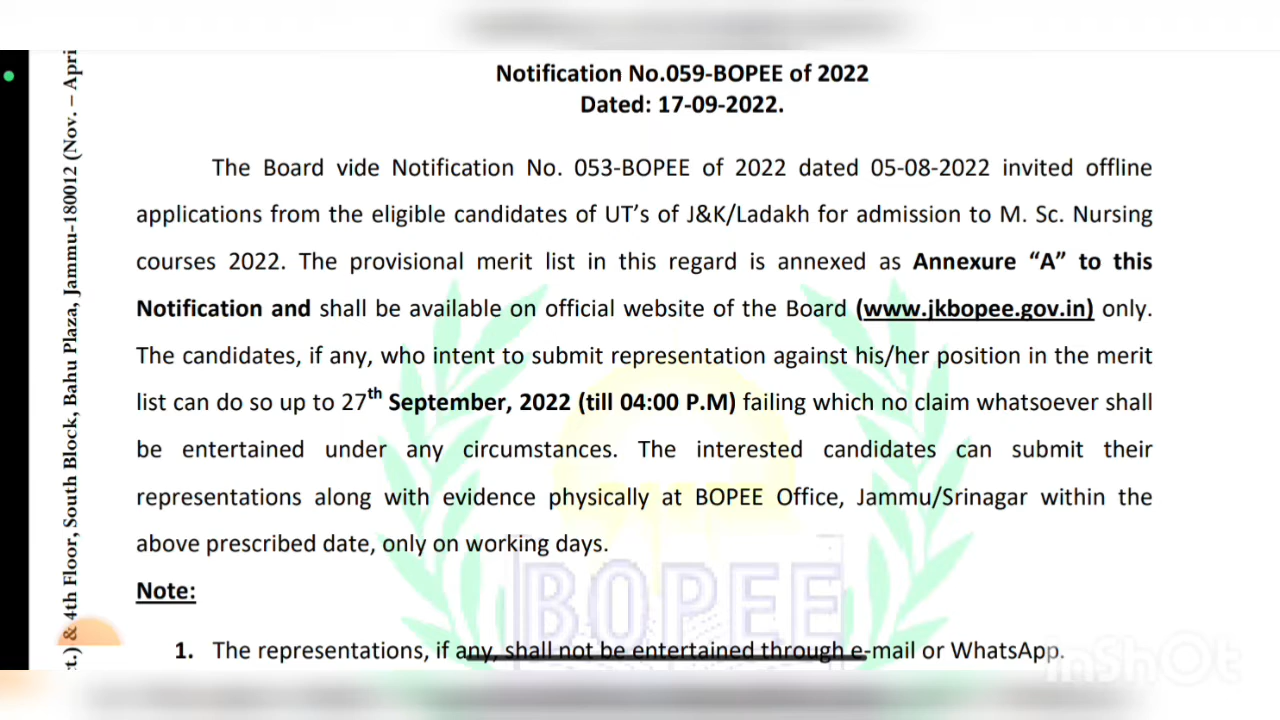 Notification No.059-BOPEE of 2022
Dated: 17-09-2022.
The Board vide Notification No. 053-BOPEE of 2022 dated 05-08-2022 invited offline
applications from the eligible candidates of UT’s of J&K/Ladakh for admission to M. Sc. Nursing
courses 2022. The provisional merit list in this regard is annexed as Annexure “A” to this
Notification and shall be available on official website of the Board (www.jkbopee.gov.in) only.
The candidates, if any, who intent to submit representation against his/her position in the merit
list can do so up to 27th September, 2022 (till 04:00 P.M) failing which no claim whatsoever shall
be entertained under any circumstances. The interested candidates can submit their
representations along with evidence physically at BOPEE Office, Jammu/Srinagar within the
above prescribed date, only on working days.
Note:
1. The representations, if any, shall not be entertained through e-mail or WhatsApp.
ct.) & 4th Floor, South Block, Bahu Plaza, Jammu-180012 (Nov. – Apri
BOPEE
InShOt